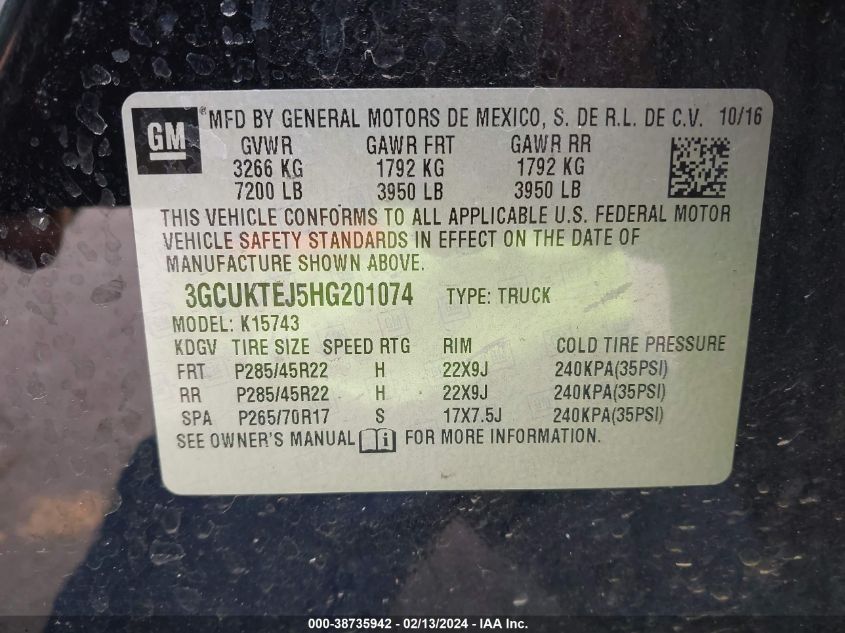 GM ® MFD BY GENERAL MOTORS DE MEXICO, S. DE R.L. DE C.V. 10/16
GVWR GAWR FRT GAWR RR
3266 KG 1792 KG 1792 KG
7200 LB 3950 LB 3950 LB
THIS VEHICLE CONFORMS TO ALL APPLICABLE U.S. FEDERAL MOTOR
VEHICLE SAFETY STANDARDS IN EFFECT ON THE DATE OF
MANUFACTURE SHOWN ABOVE.
3GCUKTEJ5HG201074 TYPE: TRUCK
MODEL: K15743
KDGV TIRE SIZE SPEED RTG RIM COLD TIRE PRESSURE
FRT P285/45R22 H 22X9J 240KPA(35PSI)
RR P285/45R22 H 22X9J 240KPA(35PSI)
SPA P265/70R17 S 17X7.5J 240KPA(35PSI)
SEE OWNER'S MANUAL i FOR MORE INFORMATION.
000-38735942 - 02/13/2024 - IAA Inc.